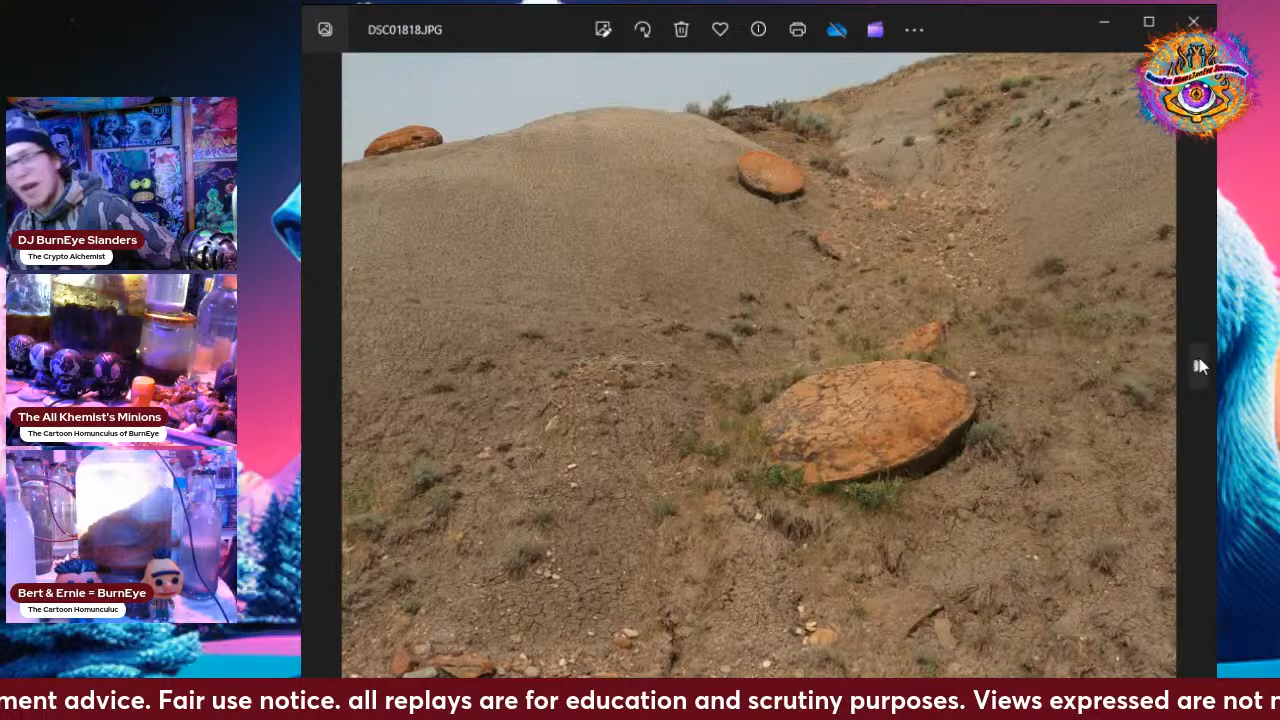 DSC01818.JPG
DJ BurnEye Slanders
The Crypto Alchemist
The All Khemist's Minions
The Cartoon Homunculus of BurnEye
Bert & Ernie = BurnEye
The Cartoon Homunculuc
ment advice. Fair use notice. all replays are for education and scrutiny purposes. Views expressed are not